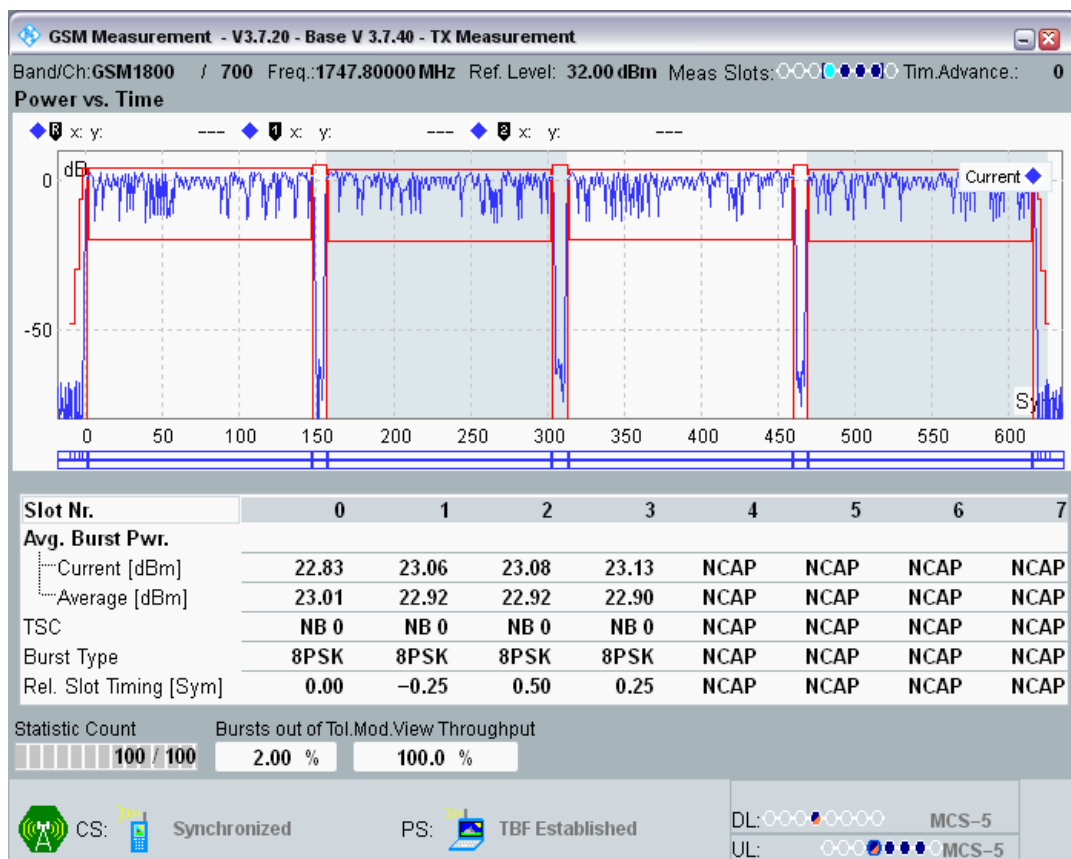 GSM Measurement - V3.7.20 - Base V 3.7.40 - TX Measurement
Band/Ch:GSM1800 / 700 Freq.:1747.80000 MHz Ref. Level: 32.00 dBm Meas Slots: Tim.Advance.: 0
Power vs. Time
R x: y: --- 1 x: y: --- 2 x: y: ---
dB
Current
0
-50
0 50 100 150 200 250 300 350 400 450 500 550 600
Slot Nr. 0 1 2 3 4 5 6 7
Avg. Burst Pwr.
Current [dBm] 22.83 23.06 23.08 23.13 NCAP NCAP NCAP NCAP
Average [dBm] 23.01 22.92 22.92 22.90 NCAP NCAP NCAP NCAP
TSC NB 0 NB 0 NB 0 NB 0 NCAP NCAP NCAP NCAP
Burst Type 8PSK 8PSK 8PSK 8PSK NCAP NCAP NCAP NCAP
Rel. Slot Timing [Sym] 0.00 −0.25 0.50 0.25 NCAP NCAP NCAP NCAP
Statistic Count Bursts out of Tol.Mod.View Throughput
100 / 100 2.00 % 100.0 %
CS: Synchronized PS: TBF Established DL: MCS−5
UL: MCS−5